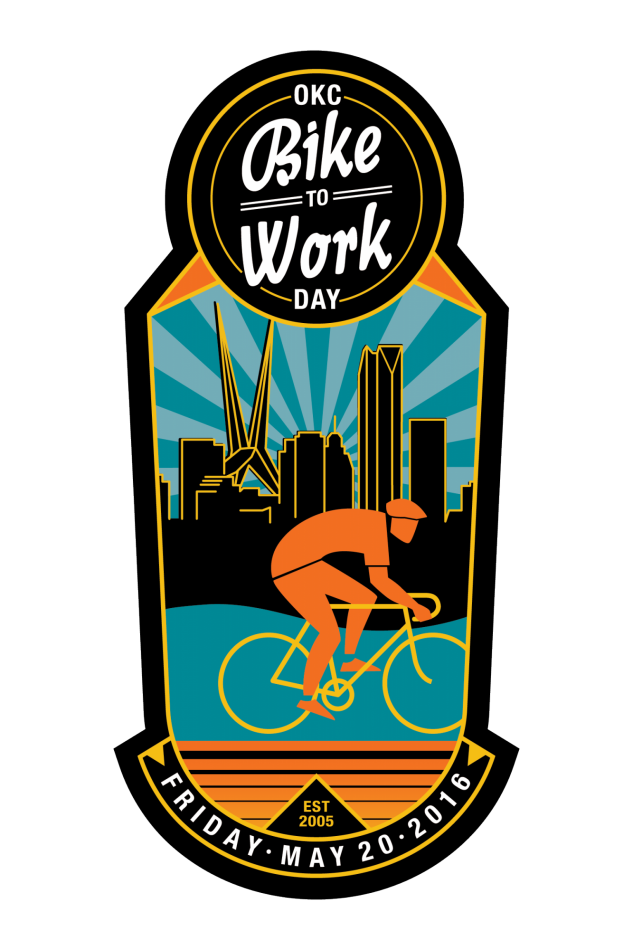 OKC
Bike
TO
Work
DAY
EST
2005
FRIDAY · MAY 20 · 2016